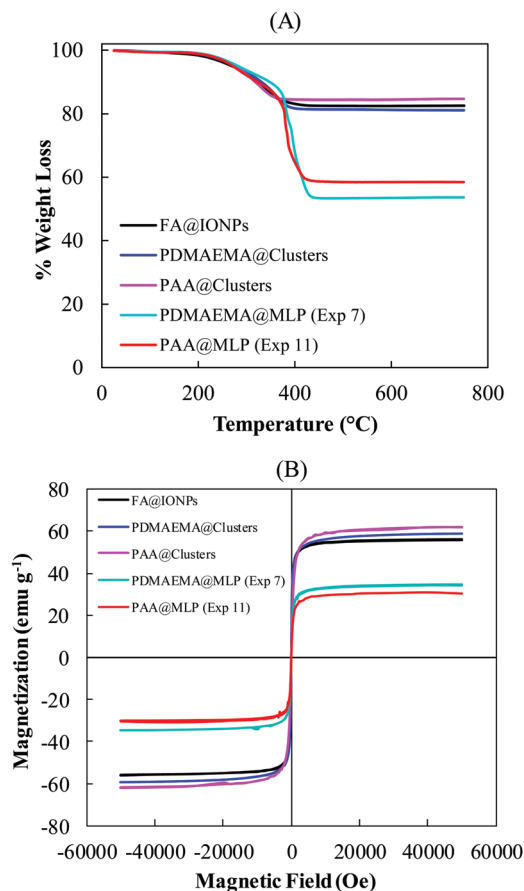 (A)
100
80
60
40
20
0
% Weight Loss
FA@IONPs
PDMAEMA@Clusters
PAA@Clusters
PDMAEMA@MLP (Exp 7)
PAA@MLP (Exp 11)
0 200 400 600 800
Temperature (°C)
(B)
80
60
40
20
0
-20
-40
-60
-80
Magnetization (emu g⁻¹)
FA@IONPs
PDMAEMA@Clusters
PAA@Clusters
PDMAEMA@MLP (Exp 7)
PAA@MLP (Exp 11)
-60000 -40000 -20000 0 20000 40000 60000
Magnetic Field (Oe)